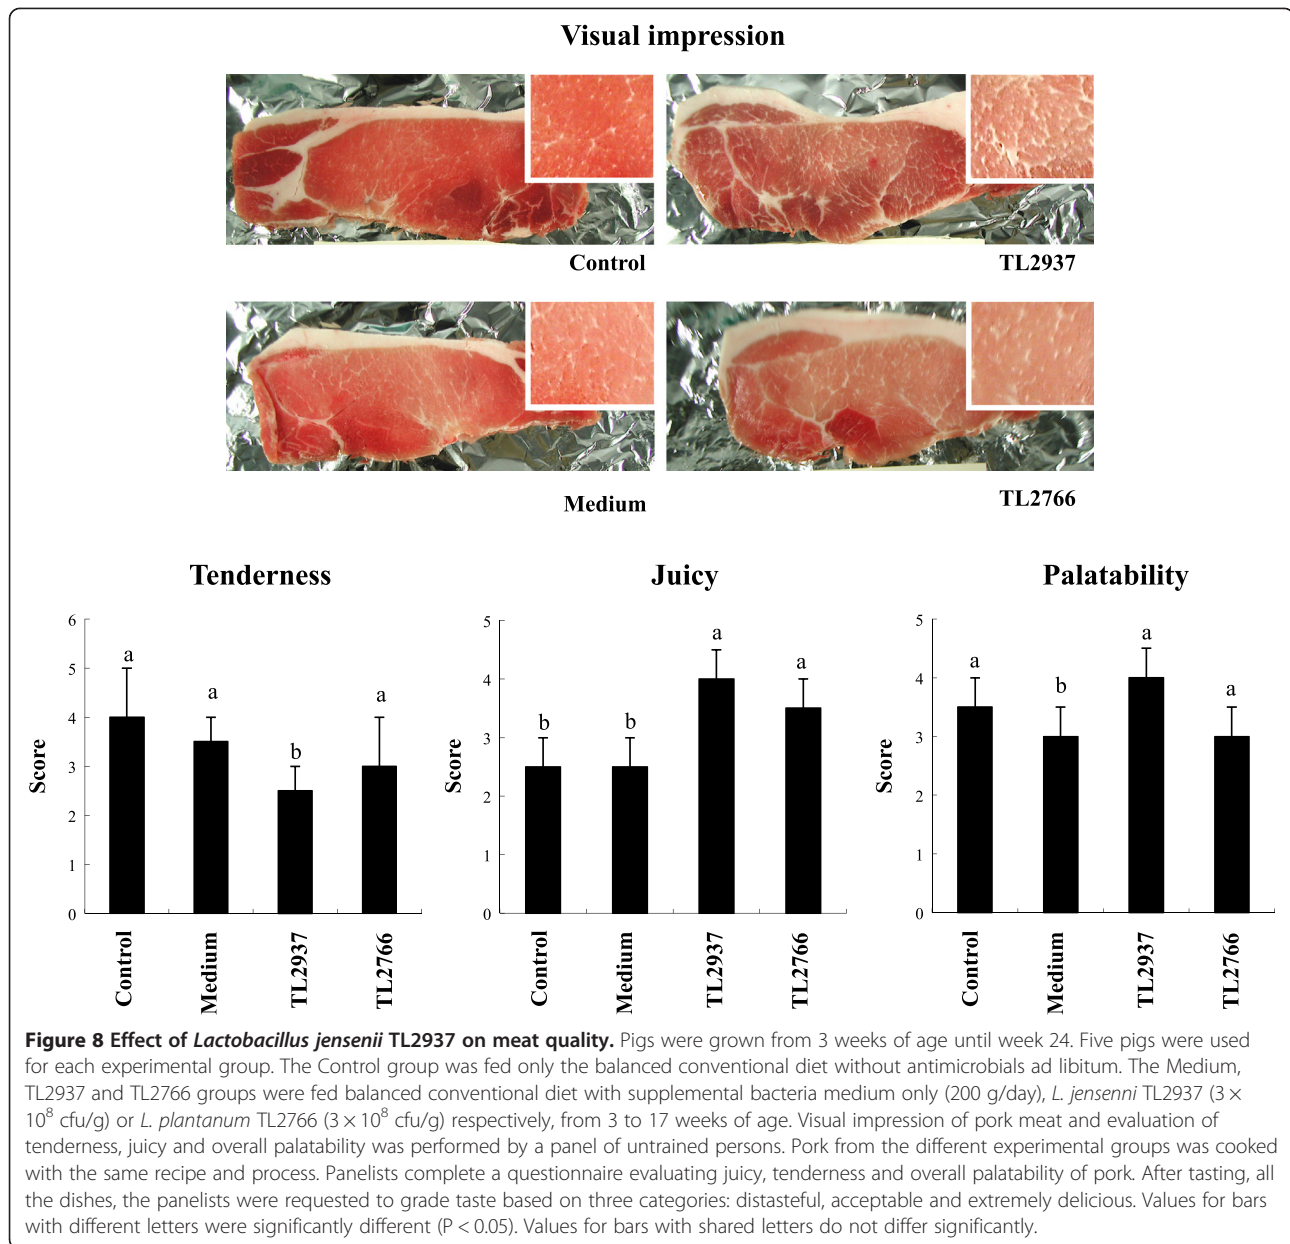 Visual impression
Control
TL2937
Medium
TL2766
Tenderness
Juicy
Palatability
6
5
4
3
2
1
0
Score
a
a
b
a
Control
Medium
TL2937
TL2766
5
4
3
2
1
0
Score
b
b
a
a
Control
Medium
TL2937
TL2766
5
4
3
2
1
0
Score
a
b
a
a
Control
Medium
TL2937
TL2766
Figure 8 Effect of Lactobacillus jensenii TL2937 on meat quality. Pigs were grown from 3 weeks of age until week 24. Five pigs were used
for each experimental group. The Control group was fed only the balanced conventional diet without antimicrobials ad libitum. The Medium,
TL2937 and TL2766 groups were fed balanced conventional diet with supplemental bacteria medium only (200 g/day), L. jensenni TL2937 (3 ×
10⁸ cfu/g) or L. plantanum TL2766 (3 × 10⁸ cfu/g) respectively, from 3 to 17 weeks of age. Visual impression of pork meat and evaluation of
tenderness, juicy and overall palatability was performed by a panel of untrained persons. Pork from the different experimental groups was cooked
with the same recipe and process. Panelists complete a questionnaire evaluating juicy, tenderness and overall palatability of pork. After tasting, all
the dishes, the panelists were requested to grade taste based on three categories: distasteful, acceptable and extremely delicious. Values for bars
with different letters were significantly different (P < 0.05). Values for bars with shared letters do not differ significantly.